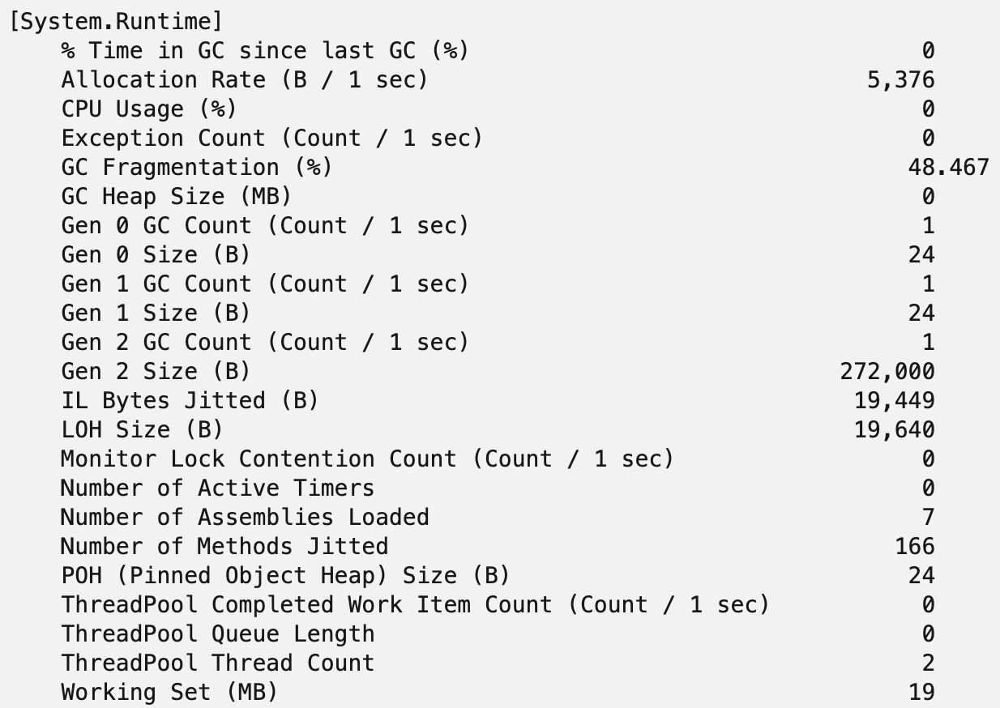 [System.Runtime]
% Time in GC since last GC (%) 0
Allocation Rate (B / 1 sec) 5,376
CPU Usage (%) 0
Exception Count (Count / 1 sec) 0
GC Fragmentation (%) 48.467
GC Heap Size (MB) 0
Gen 0 GC Count (Count / 1 sec) 1
Gen 0 Size (B) 24
Gen 1 GC Count (Count / 1 sec) 1
Gen 1 Size (B) 24
Gen 2 GC Count (Count / 1 sec) 1
Gen 2 Size (B) 272,000
IL Bytes Jitted (B) 19,449
LOH Size (B) 19,640
Monitor Lock Contention Count (Count / 1 sec) 0
Number of Active Timers 0
Number of Assemblies Loaded 7
Number of Methods Jitted 166
POH (Pinned Object Heap) Size (B) 24
ThreadPool Completed Work Item Count (Count / 1 sec) 0
ThreadPool Queue Length 0
ThreadPool Thread Count 2
Working Set (MB) 19